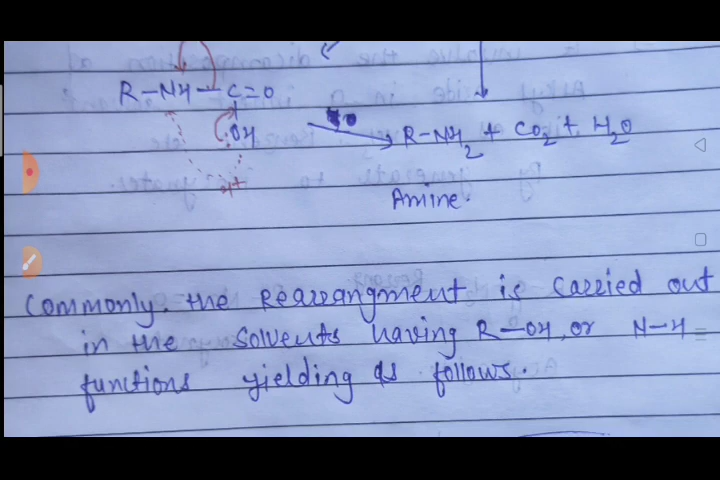 R-NH-C=O
OH
R-NH2 + CO2 + H2O
H+
Amine.
Commonly. the Rearrangment is carried out
in the Solvents having R-OH, or N-H
functions yielding as follows.